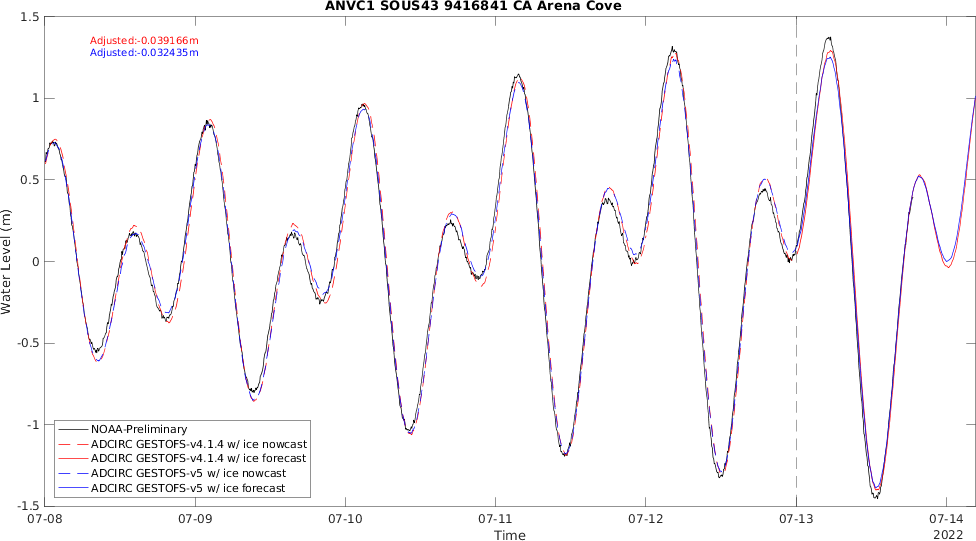 ANVC1 SOUS43 9416841 CA Arena Cove
Adjusted:-0.039166m
Adjusted:-0.032435m
1.5
1
0.5
0
-0.5
-1
-1.5
Water Level (m)
NOAA-Preliminary
ADCIRC GESTOFS-v4.1.4 w/ ice nowcast
ADCIRC GESTOFS-v4.1.4 w/ ice forecast
ADCIRC GESTOFS-v5 w/ ice nowcast
ADCIRC GESTOFS-v5 w/ ice forecast
07-08 07-09 07-10 07-11 07-12 07-13 07-14
2022
Time